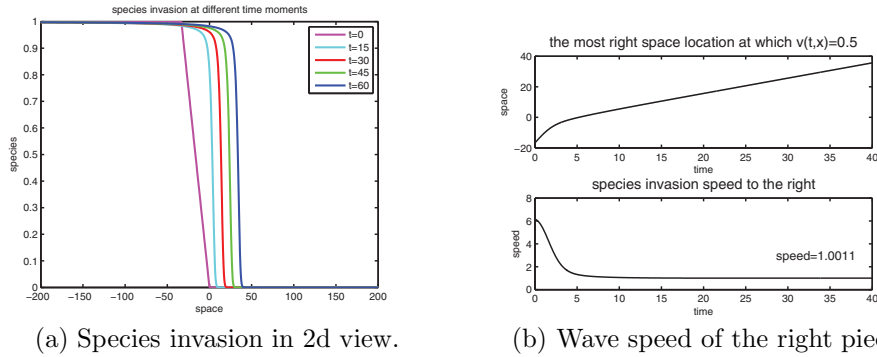 species invasion at different time moments
1
0.9
0.8
0.7
0.6
0.5
0.4
0.3
0.2
0.1
0
species
−200 −150 −100 −50 0 50 100 150 200
space
t=0
t=15
t=30
t=45
t=60
(a) Species invasion in 2d view.
the most right space location at which v(t,x)=0.5
40
20
0
−20
space
0 5 10 15 20 25 30 35 40
time
species invasion speed to the right
8
6
4
2
0
speed
speed=1.0011
0 5 10 15 20 25 30 35 40
time
(b) Wave speed of the right piec